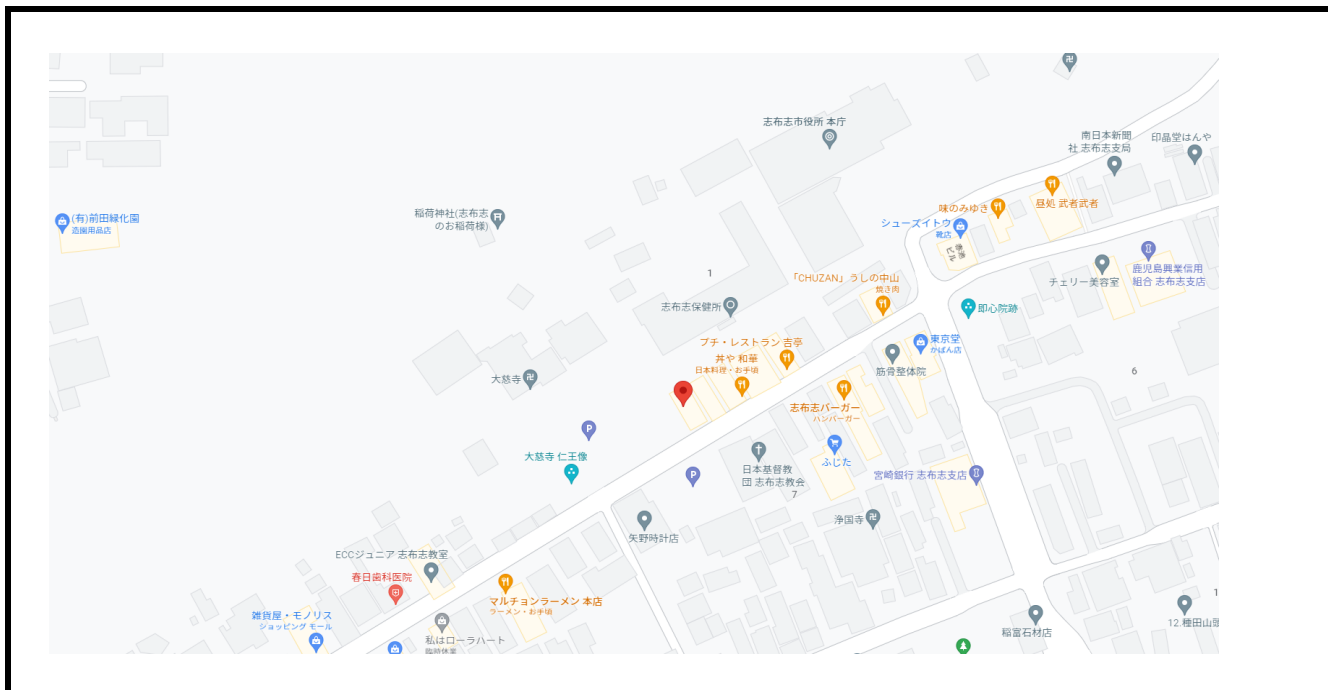 志布志市役所 本庁
南日本新聞
社 志布志支局
印晶堂はんや
昼処 武者武者
味のみゆき
シューズイトウ
靴店
(有)前田緑化園
造園用品店
稲荷神社(志布志
のお稲荷様)
1
鹿児島興業信用
組合 志布志支店
チェリー美容室
「CHUZAN」うしの中山
焼き肉
志布志保健所
即心院跡
プチ・レストラン 吉亭
丼や 和華
日本料理・お手頃
東京堂
かばん店
筋骨整体院
6
大慈寺
P
志布志バーガー
ハンバーガー
大慈寺 仁王像
P
日本基督教
団 志布志教会
7
ふじた
宮崎銀行 志布志支店
矢野時計店
浄国寺
ECCジュニア 志布志教室
春日歯科医院
マルチョンラーメン 本店
ラーメン・お手頃
雑貨屋・モノリス
ショッピング モール
私はローラハート
臨時休業
稲富石材店
1
12.種田山頭